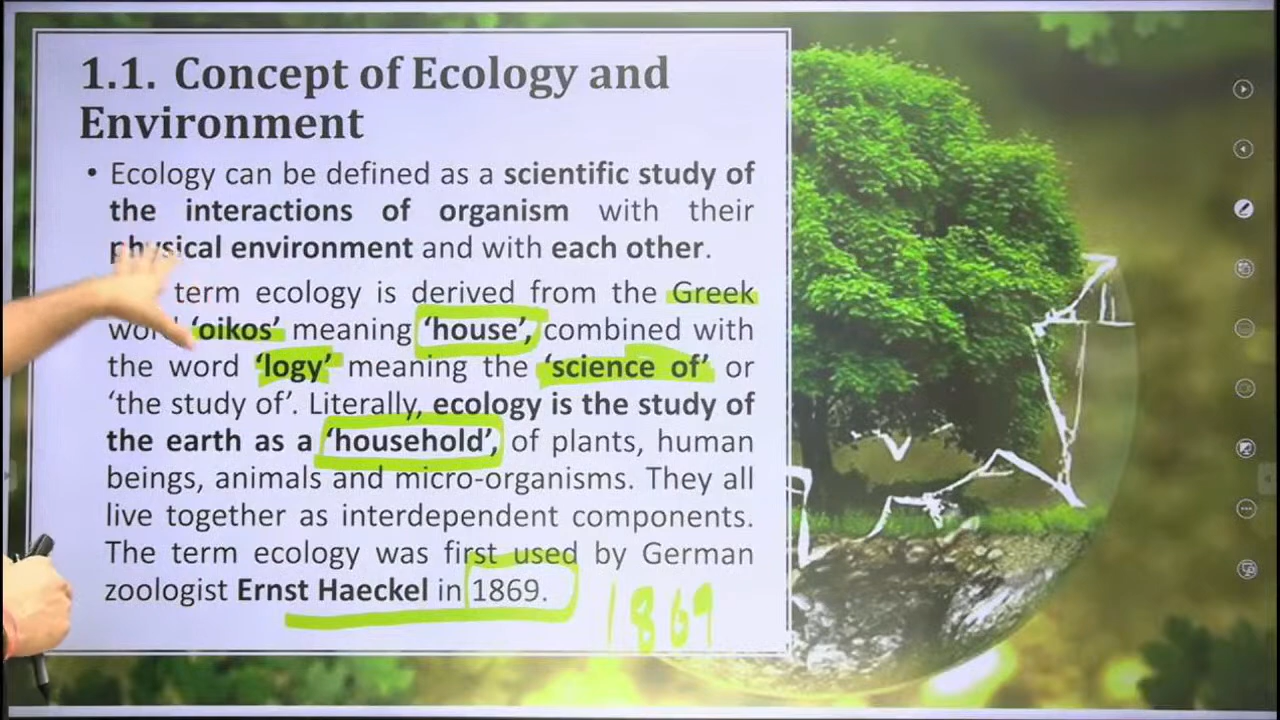 1.1. Concept of Ecology and
Environment
• Ecology can be defined as a scientific study of
the interactions of organism with their
physical environment and with each other.
term ecology is derived from the Greek
word ‘oikos’ meaning ‘house’, combined with
the word ‘logy’ meaning the ‘science of’ or
‘the study of’. Literally, ecology is the study of
the earth as a ‘household’, of plants, human
beings, animals and micro-organisms. They all
live together as interdependent components.
The term ecology was first used by German
zoologist Ernst Haeckel in 1869.
1869